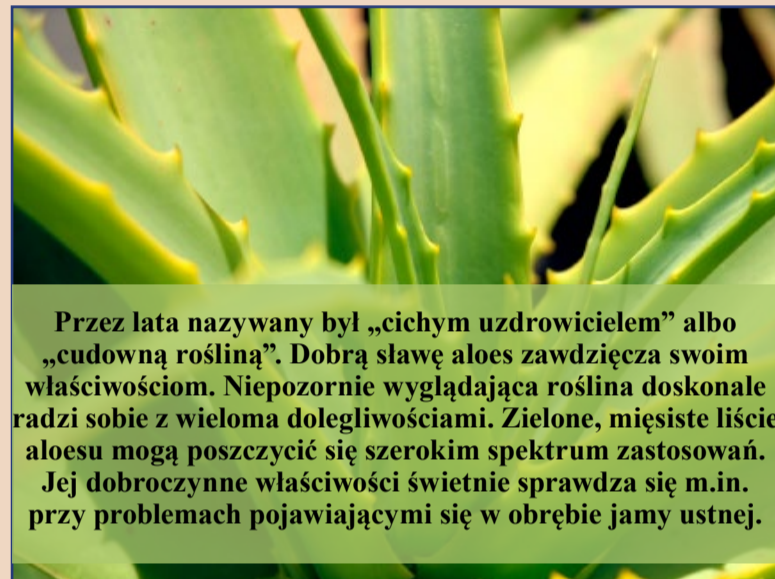 Przez lata nazywany był „cichym uzdrowicielem” albo
„cudowną rośliną”. Dobrą sławę aloes zawdzięcza swoim
właściwościom. Niepozornie wyglądająca roślina doskonale
radzi sobie z wieloma dolegliwościami. Zielone, mięsiste liście
aloesu mogą poszczycić się szerokim spektrum zastosowań.
Jej dobroczynne właściwości świetnie sprawdza się m.in.
przy problemach pojawiającymi się w obrębie jamy ustnej.